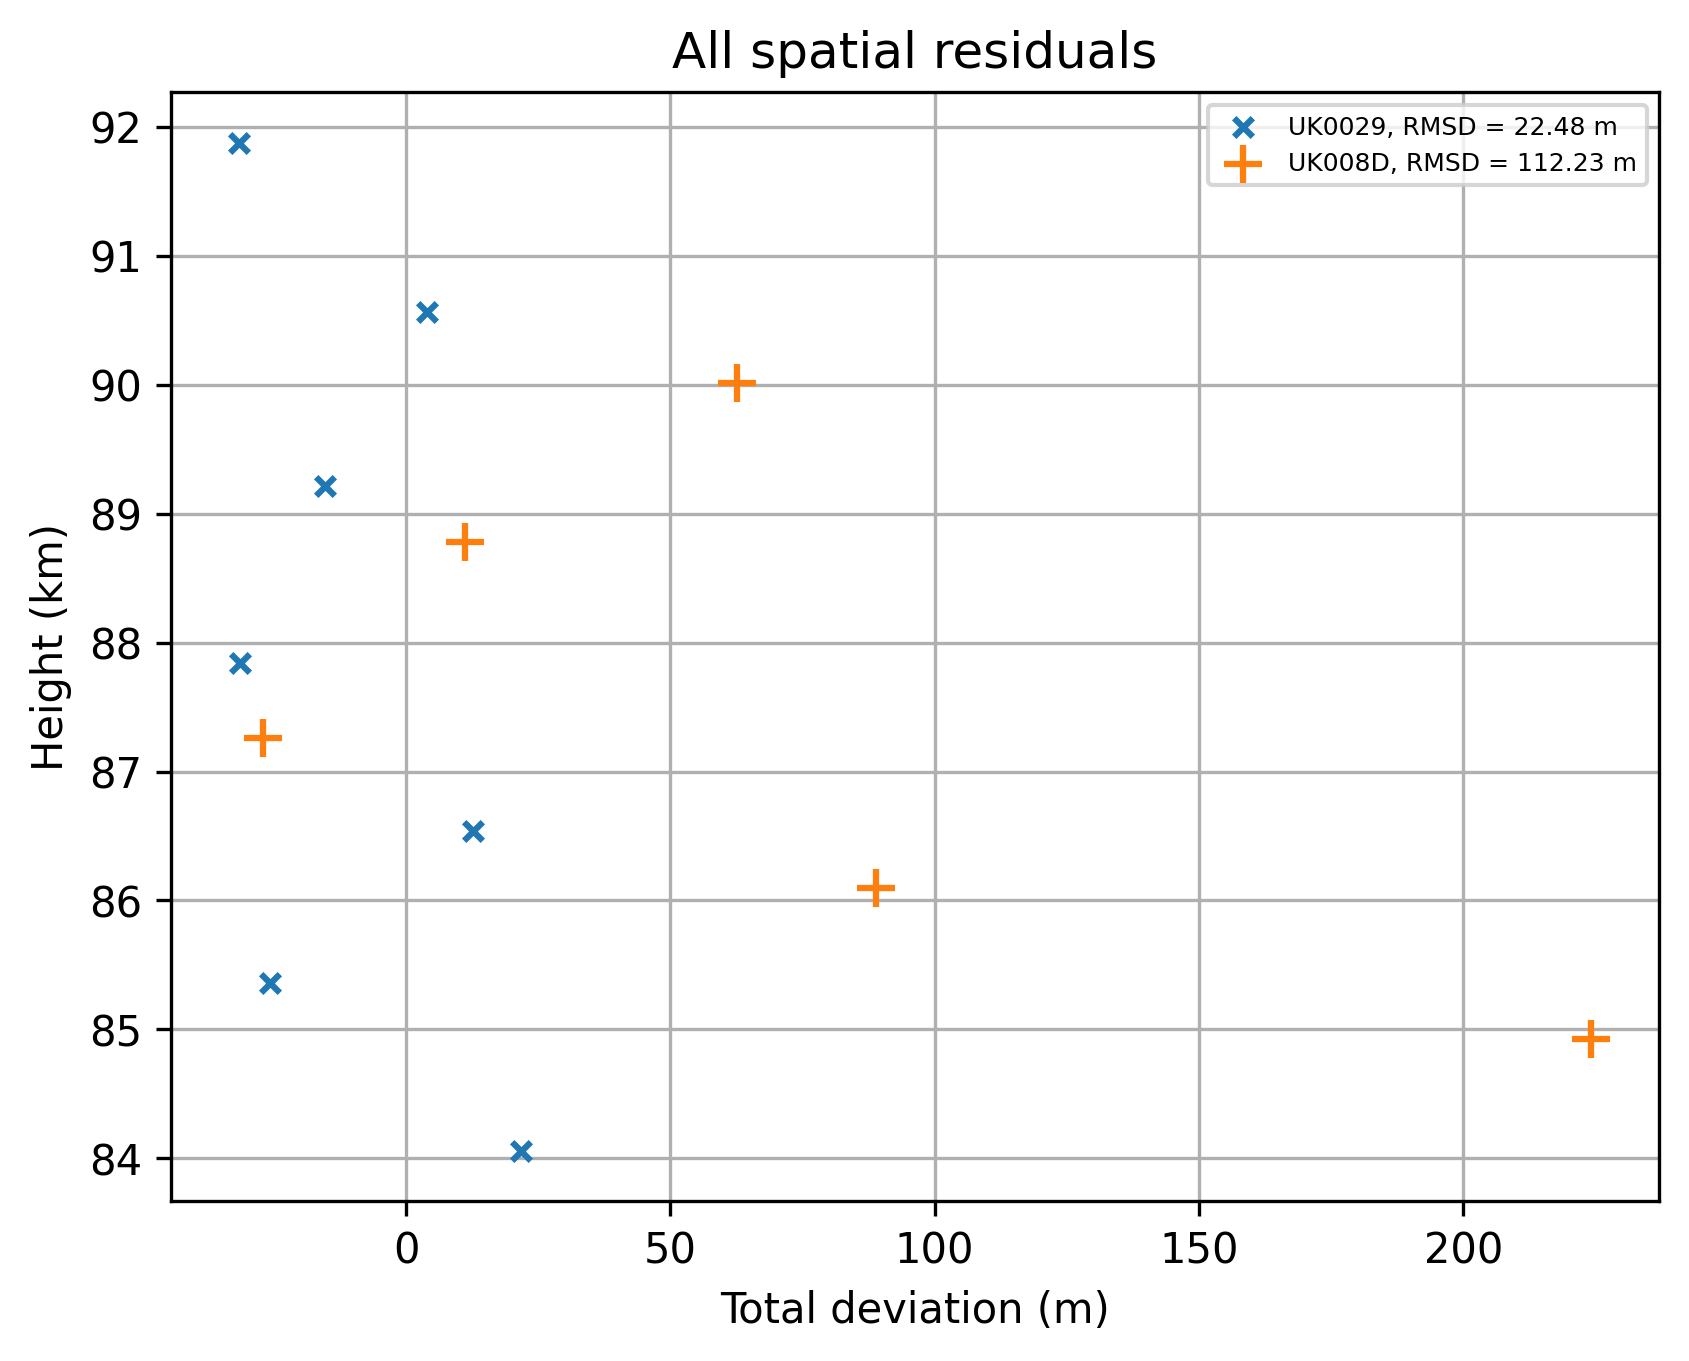 All spatial residuals
UK0029, RMSD = 22.48 m
UK008D, RMSD = 112.23 m
Height (km)
92
91
90
89
88
87
86
85
84
0 50 100 150 200
Total deviation (m)